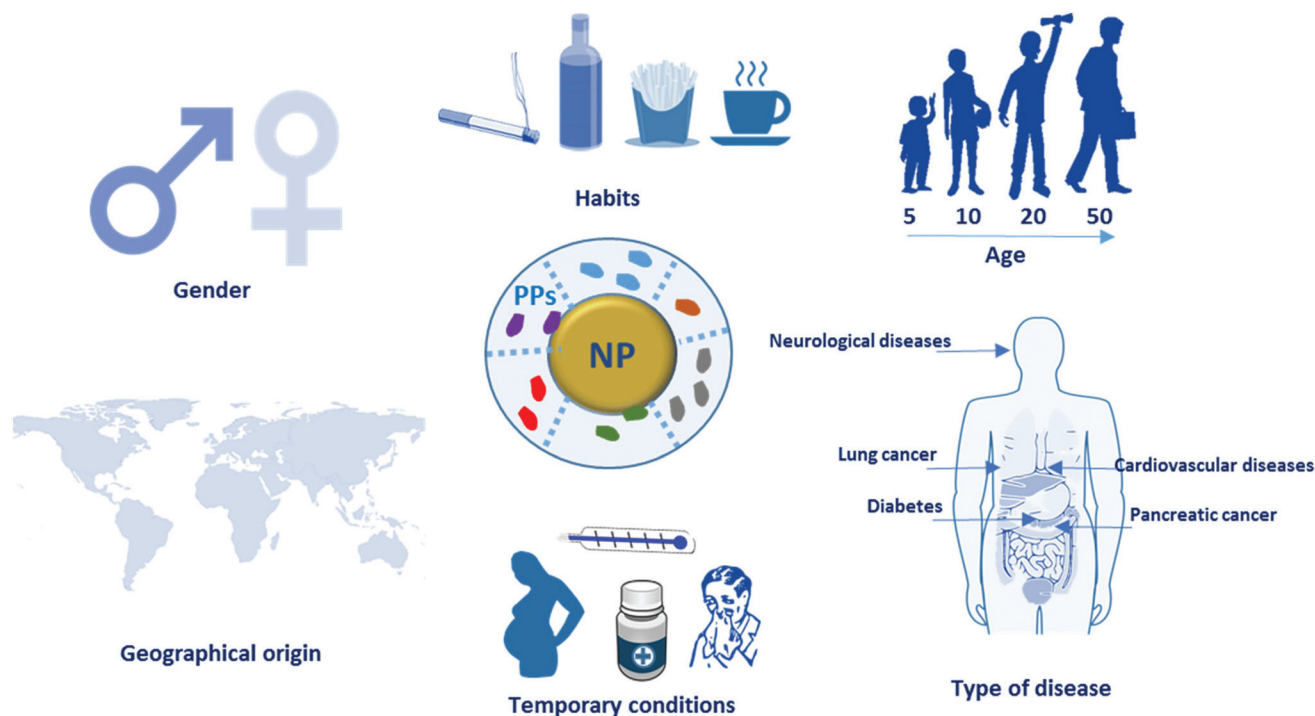 Habits
5 10 20 50
Age
Gender
PPs
NP
Neurological diseases
Lung cancer
Cardiovascular diseases
Diabetes
Pancreatic cancer
Geographical origin
Temporary conditions
Type of disease